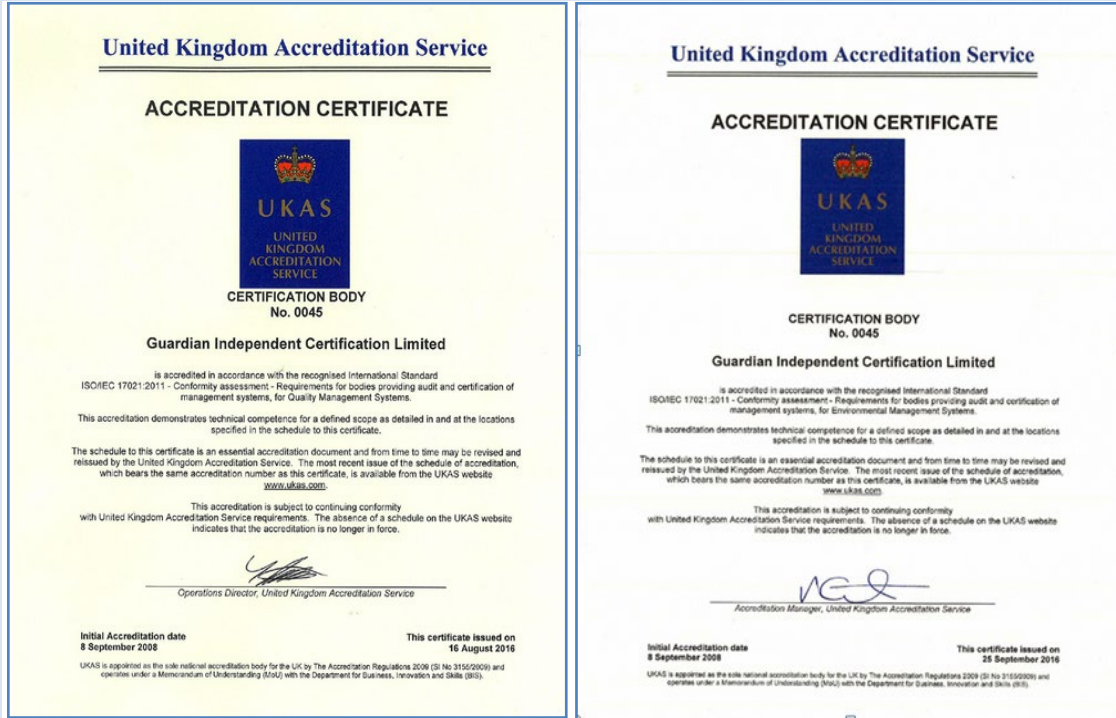 United Kingdom Accreditation Service
ACCREDITATION CERTIFICATE
UKAS
UNITED
KINGDOM
ACCREDITATION
SERVICE
CERTIFICATION BODY
No. 0045
Guardian Independent Certification Limited
is accredited in accordance with the recognised International Standard
ISO/IEC 17021:2011 - Conformity assessment - Requirements for bodies providing audit and certification of
management systems, for Quality Management Systems.
This accreditation demonstrates technical competence for a defined scope as detailed in and at the locations
specified in the schedule to this certificate.
The schedule to this certificate is an essential accreditation document and from time to time may be revised and
reissued by the United Kingdom Accreditation Service. The most recent issue of the schedule of accreditation,
which bears the same accreditation number as this certificate, is available from the UKAS website
www.ukas.com.
This accreditation is subject to continuing conformity
with United Kingdom Accreditation Service requirements. The absence of a schedule on the UKAS website
indicates that the accreditation is no longer in force.
Operations Director, United Kingdom Accreditation Service
Initial Accreditation date
8 September 2008
This certificate issued on
16 August 2016
UKAS is appointed as the sole national accreditation body for the UK by The Accreditation Regulations 2009 (SI No 3155/2009) and
operates under a Memorandum of Understanding (MoU) with the Department for Business, Innovation and Skills (BIS).
United Kingdom Accreditation Service
ACCREDITATION CERTIFICATE
UKAS
UNITED
KINGDOM
ACCREDITATION
SERVICE
CERTIFICATION BODY
No. 0045
Guardian Independent Certification Limited
is accredited in accordance with the recognised International Standard
ISO/IEC 17021:2011 - Conformity assessment - Requirements for bodies providing audit and certification of
management systems, for Environmental Management Systems.
This accreditation demonstrates technical competence for a defined scope as detailed in and at the locations
specified in the schedule to this certificate.
The schedule to this certificate is an essential accreditation document and from time to time may be revised and
reissued by the United Kingdom Accreditation Service. The most recent issue of the schedule of accreditation,
which bears the same accreditation number as this certificate, is available from the UKAS website
www.ukas.com.
This accreditation is subject to continuing conformity
with United Kingdom Accreditation Service requirements. The absence of a schedule on the UKAS website
indicates that the accreditation is no longer in force.
Accreditation Manager, United Kingdom Accreditation Service
Initial Accreditation date
8 September 2008
This certificate issued on
25 September 2016
UKAS is appointed as the sole national accreditation body for the UK by The Accreditation Regulations 2009 (SI No 3155/2009) and
operates under a Memorandum of Understanding (MoU) with the Department for Business, Innovation and Skills (BIS).